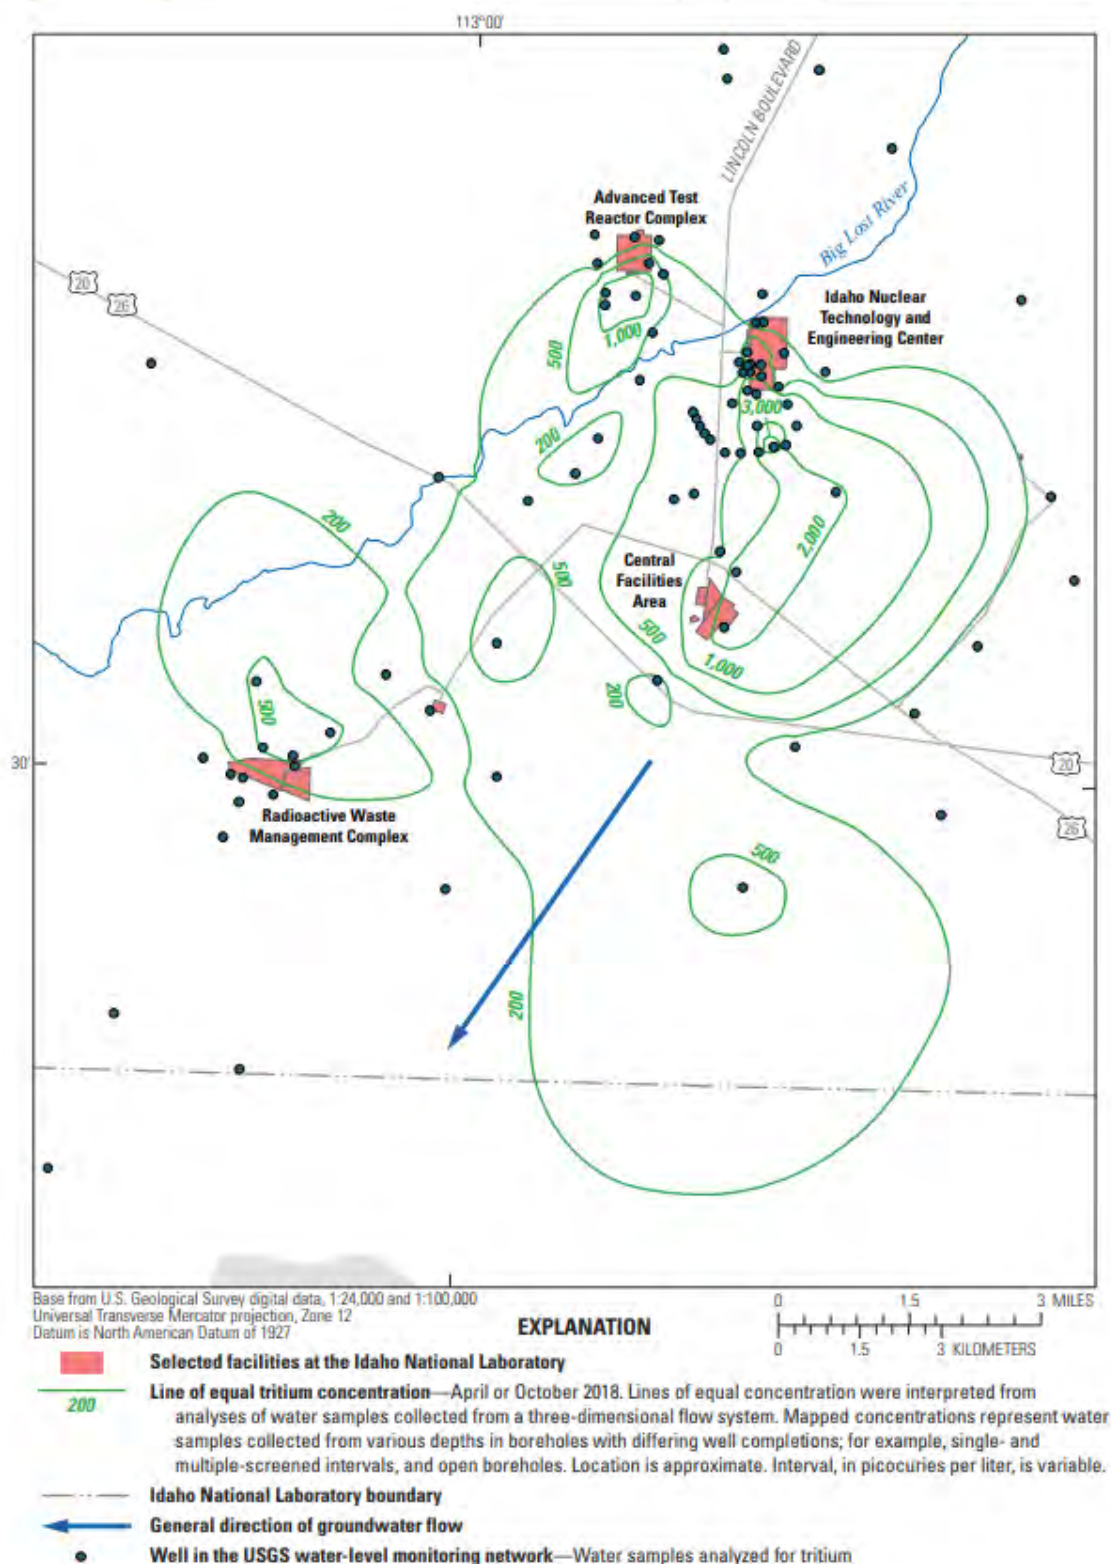 113°00'
LINCOLN BOULEVARD
Advanced Test
Reactor Complex
Big Lost River
20
26
Idaho Nuclear
Technology and
Engineering Center
1,000
500
3,000
200
200
2,000
500
Central
Facilities
Area
500
1,000
200
500
30'
20
Radioactive Waste
Management Complex
26
500
200
Base from U.S. Geological Survey digital data, 1:24,000 and 1:100,000
Universal Transverse Mercator projection, Zone 12
Datum is North American Datum of 1927
0 1.5 3 MILES
0 1.5 3 KILOMETERS
EXPLANATION
Selected facilities at the Idaho National Laboratory
200
Line of equal tritium concentration—April or October 2018. Lines of equal concentration were interpreted from
analyses of water samples collected from a three-dimensional flow system. Mapped concentrations represent water
samples collected from various depths in boreholes with differing well completions; for example, single- and
multiple-screened intervals, and open boreholes. Location is approximate. Interval, in picocuries per liter, is variable.
Idaho National Laboratory boundary
General direction of groundwater flow
Well in the USGS water-level monitoring network—Water samples analyzed for tritium